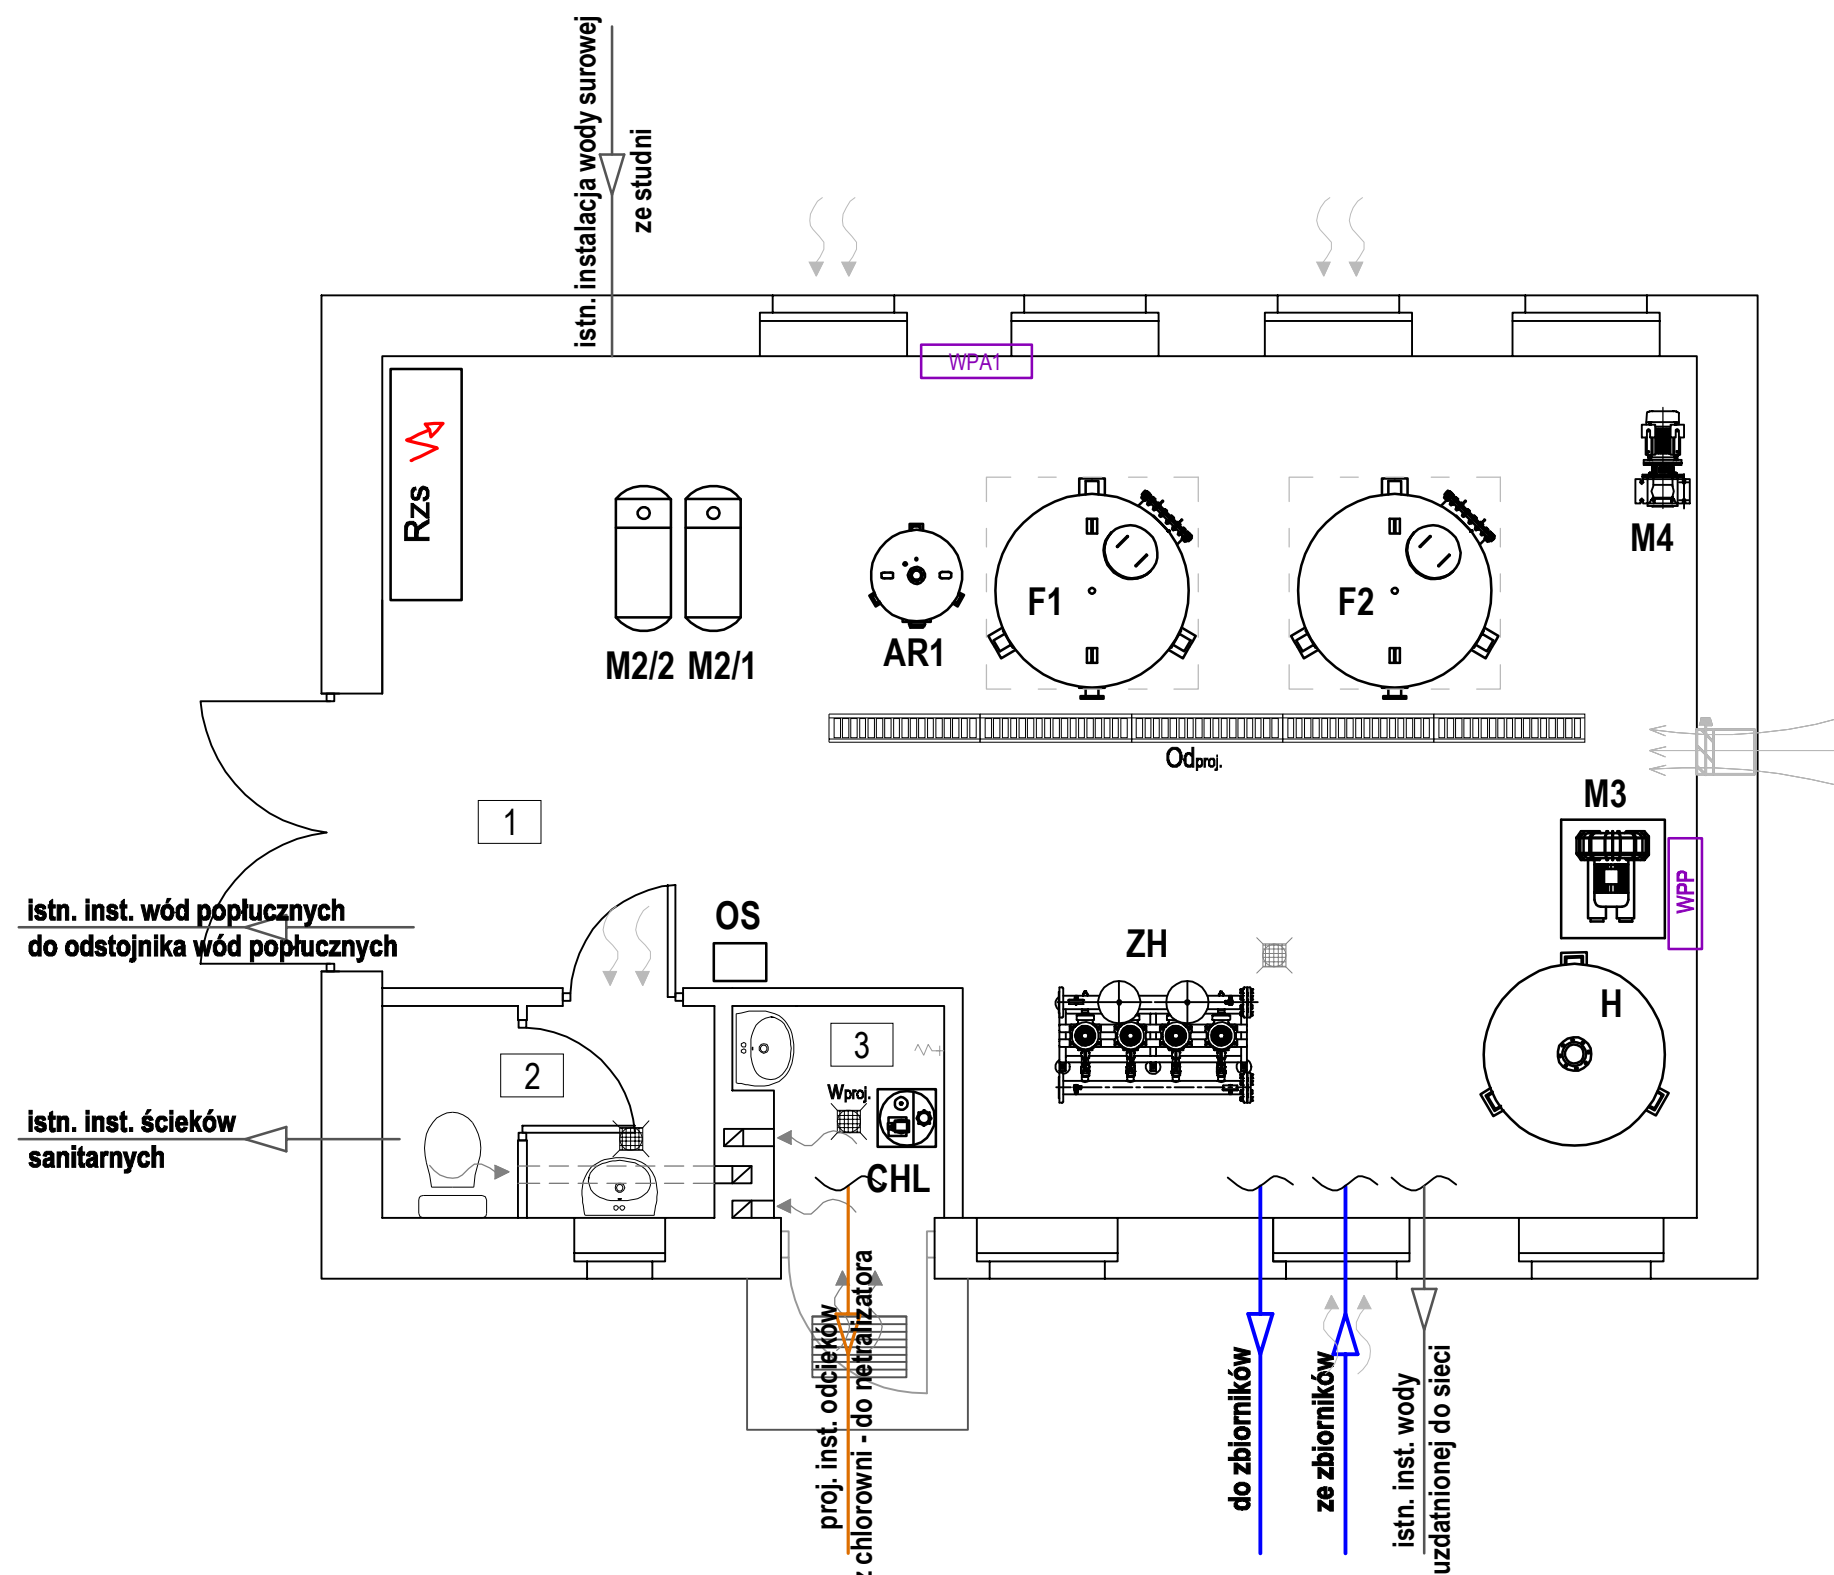 istn. instalacja wody surowej
ze studni
WPA1
Rzs
M4
F1
F2
AR1
M2/2
M2/1
Odproj.
M3
1
WPP
istn. inst. wód popłucznych
do odstojnika wód popłucznych
OS
ZH
H
3
2
Wproj.
istn. inst. ścieków
sanitarnych
CHL
proj. inst. odcieków
z chlorowni - do netralizatora
do zbiorników
ze zbiorników
istn. inst. wody
uzdatnionej do sieci